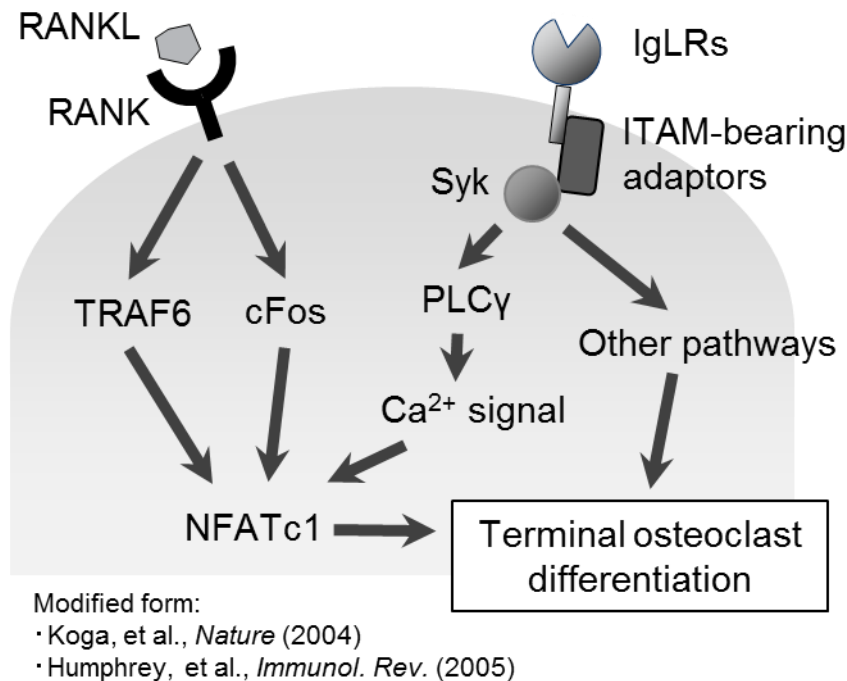 RANKL
RANK
IgLRs
ITAM-bearing
adaptors
Syk
TRAF6
cFos
PLCγ
Other pathways
Ca²⁺ signal
NFATc1
Terminal osteoclast
differentiation
Modified form:
・Koga, et al., Nature (2004)
・Humphrey, et al., Immunol. Rev. (2005)